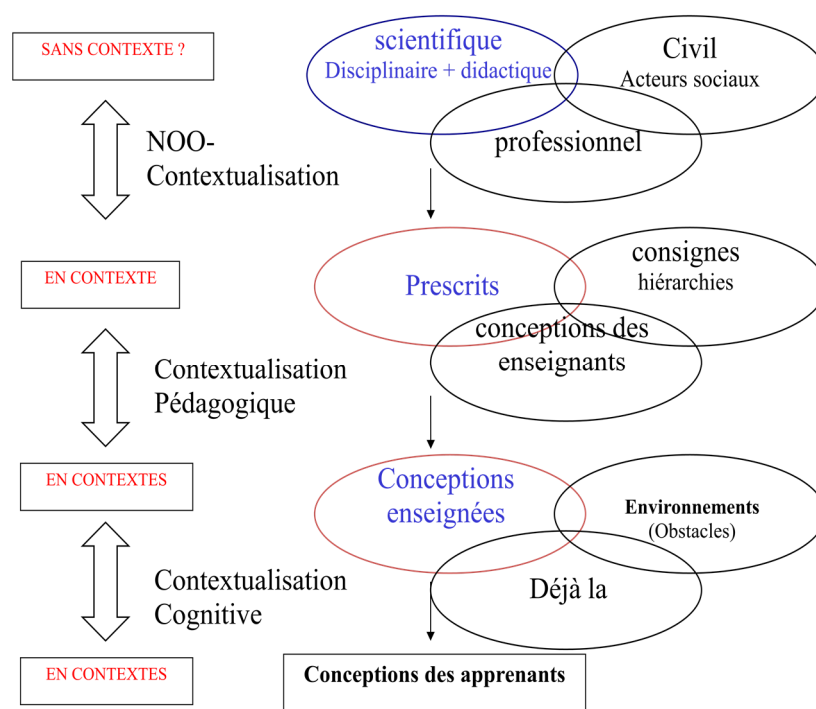 SANS CONTEXTE ?
scientifique
Disciplinaire + didactique
Civil
Acteurs sociaux
professionnel
NOO-
Contextualisation
EN CONTEXTE
Prescrits
consignes
hiérarchies
conceptions des
enseignants
Contextualisation
Pédagogique
EN CONTEXTES
Conceptions
enseignées
Environnements
(Obstacles)
Déjà la
Contextualisation
Cognitive
EN CONTEXTES
Conceptions des apprenants